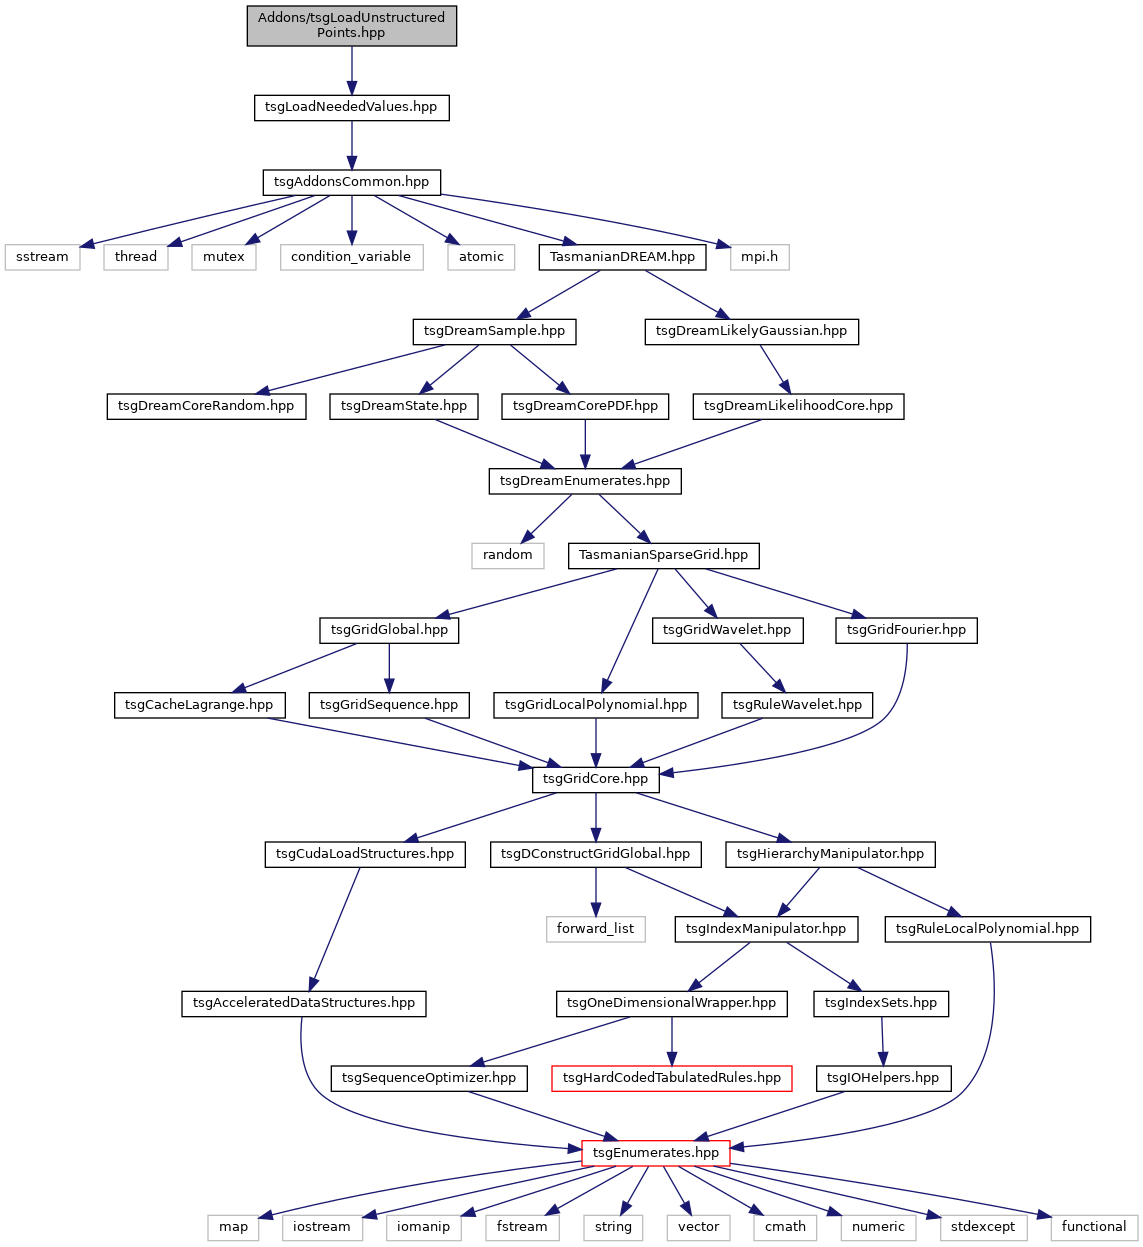 Addons/tsgLoadUnstructured
Points.hpp
tsgLoadNeededValues.hpp
tsgAddonsCommon.hpp
sstream
thread
mutex
condition_variable
atomic
TasmanianDREAM.hpp
mpi.h
tsgDreamSample.hpp
tsgDreamLikelyGaussian.hpp
tsgDreamCoreRandom.hpp
tsgDreamState.hpp
tsgDreamCorePDF.hpp
tsgDreamLikelihoodCore.hpp
tsgDreamEnumerates.hpp
random
TasmanianSparseGrid.hpp
tsgGridGlobal.hpp
tsgGridWavelet.hpp
tsgGridFourier.hpp
tsgCacheLagrange.hpp
tsgGridSequence.hpp
tsgGridLocalPolynomial.hpp
tsgRuleWavelet.hpp
tsgGridCore.hpp
tsgCudaLoadStructures.hpp
tsgDConstructGridGlobal.hpp
tsgHierarchyManipulator.hpp
forward_list
tsgIndexManipulator.hpp
tsgRuleLocalPolynomial.hpp
tsgAcceleratedDataStructures.hpp
tsgOneDimensionalWrapper.hpp
tsgIndexSets.hpp
tsgSequenceOptimizer.hpp
tsgHardCodedTabulatedRules.hpp
tsgIOHelpers.hpp
tsgEnumerates.hpp
map
iostream
iomanip
fstream
string
vector
cmath
numeric
stdexcept
functional